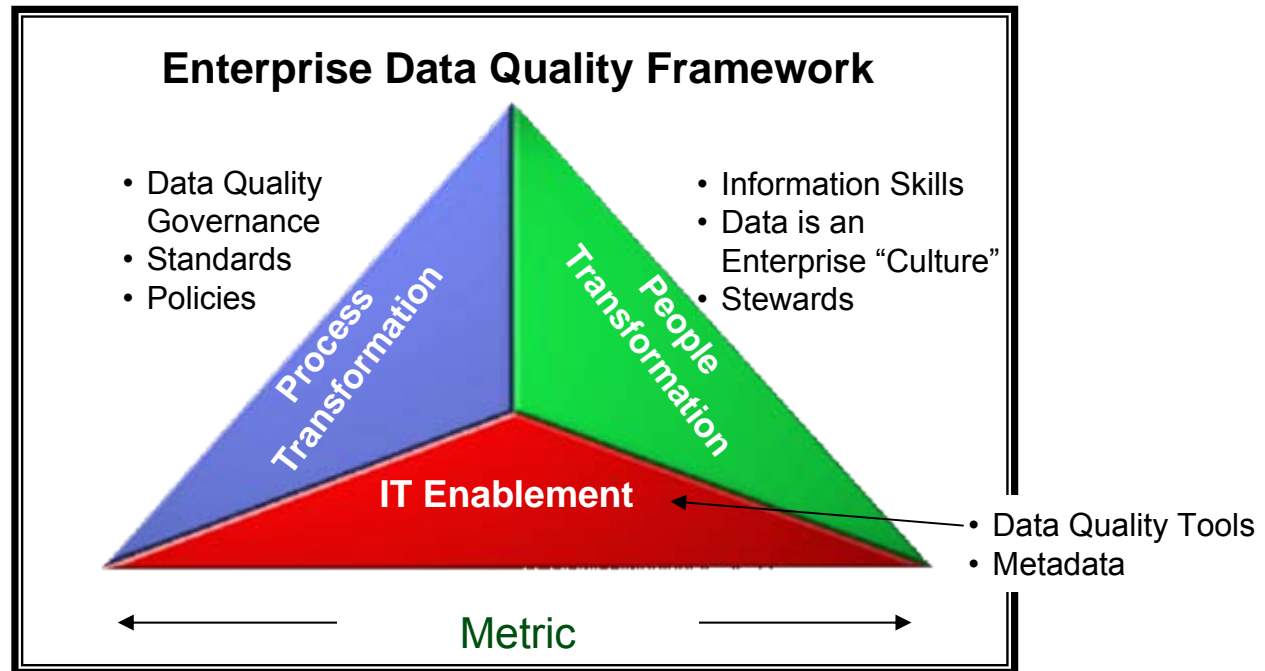 Enterprise Data Quality Framework
• Data Quality
Governance
• Standards
• Policies
• Information Skills
• Data is an
Enterprise “Culture”
• Stewards
Process
Transformation
People
Transformation
IT Enablement
• Data Quality Tools
• Metadata
Metric